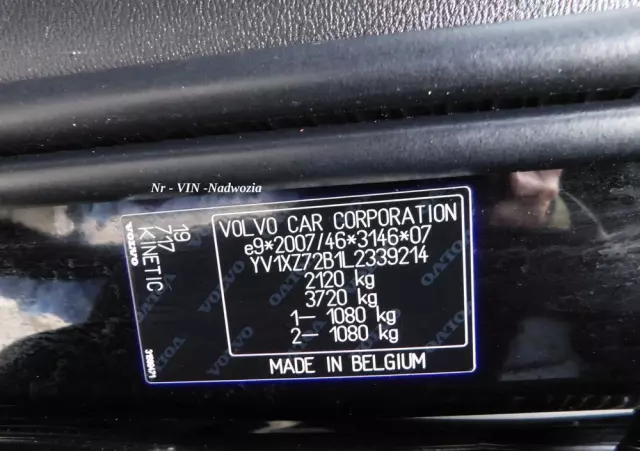 Nr - VIN -Nadwozia
VOLVO CAR CORPORATION
e9*2007/46*3146*07
YV1XZ72B1L2339214
2120 kg
3720 kg
1– 1080 kg
2– 1080 kg
MADE IN BELGIUM
19
717
KINETIC
VOLVO